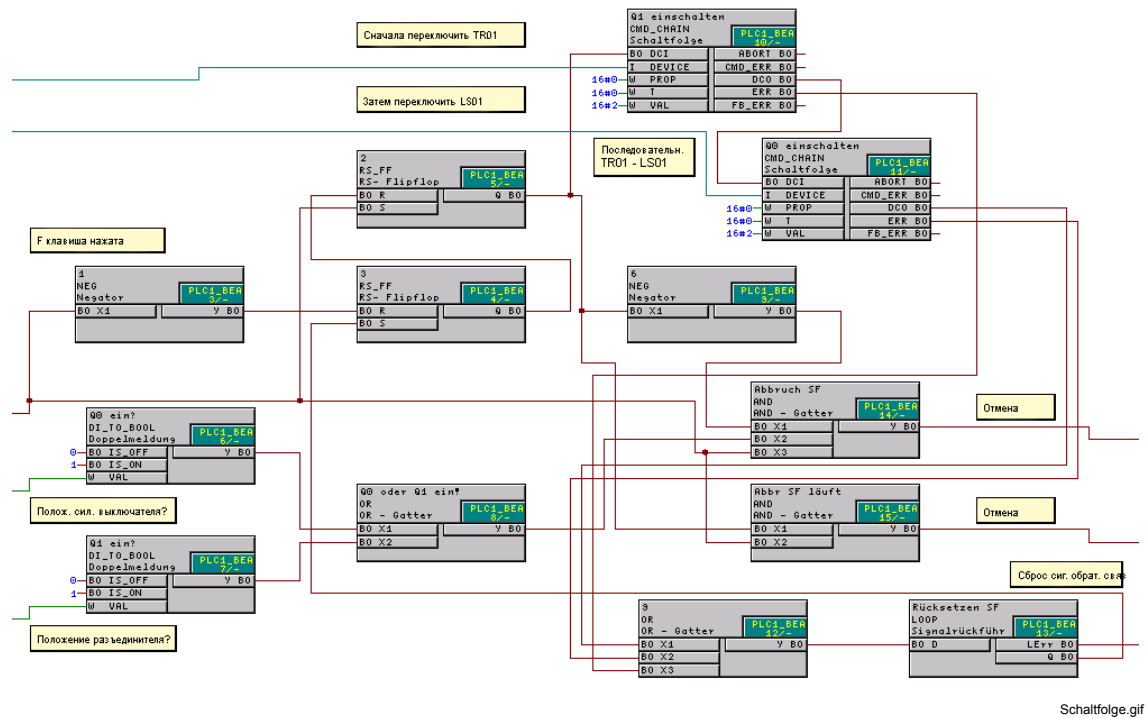 Сначала переключить TR01
Q1 einschalten
CMD_CHAIN
Schaltfolge
PLC1_BEA
10/-
BO DCI
ABORT BO
I DEVICE
CMD_ERR BO
16#0
W PROP
DCO BO
16#0
W T
ERR BO
16#2
W VAL
FB_ERR BO
Затем переключить LS01
Последовательн.
TR01 - LS01
Q0 einschalten
CMD_CHAIN
Schaltfolge
PLC1_BEA
11/-
BO DCI
ABORT BO
I DEVICE
CMD_ERR BO
16#0
W PROP
DCO BO
16#0
W T
ERR BO
16#2
W VAL
FB_ERR BO
2
RS_FF
RS- Flipflop
PLC1_BEA
5/-
BO R
Q BO
BO S
F клавиша нажата
1
NEG
Negator
PLC1_BEA
3/-
BO X1
Y BO
3
RS_FF
RS- Flipflop
PLC1_BEA
4/-
BO R
Q BO
BO S
6
NEG
Negator
PLC1_BEA
9/-
BO X1
Y BO
Abbruch SF
AND
AND - Gatter
PLC1_BEA
14/-
BO X1
Y BO
BO X2
BO X3
Отмена
Q0 ein?
DI_TO_BOOL
Doppelmeldung
PLC1_BEA
6/-
0
BO IS_OFF
Y BO
1
BO IS_ON
W VAL
Полож. сил. выключателя?
Q0 oder Q1 ein!
OR
OR - Gatter
PLC1_BEA
8/-
BO X1
Y BO
BO X2
Abbr SF läuft
AND
AND - Gatter
PLC1_BEA
15/-
BO X1
Y BO
BO X2
Отмена
Q1 ein?
DI_TO_BOOL
Doppelmeldung
PLC1_BEA
7/-
0
BO IS_OFF
Y BO
1
BO IS_ON
W VAL
Положение разъединителя?
Сброс сиг. обрат. связ
9
OR
OR - Gatter
PLC1_BEA
12/-
BO X1
Y BO
BO X2
BO X3
Rücksetzen SF
LOOP
Signalrückführ
PLC1_BEA
13/-
BO D
LErr BO
Q BO
Schaltfolge.gif